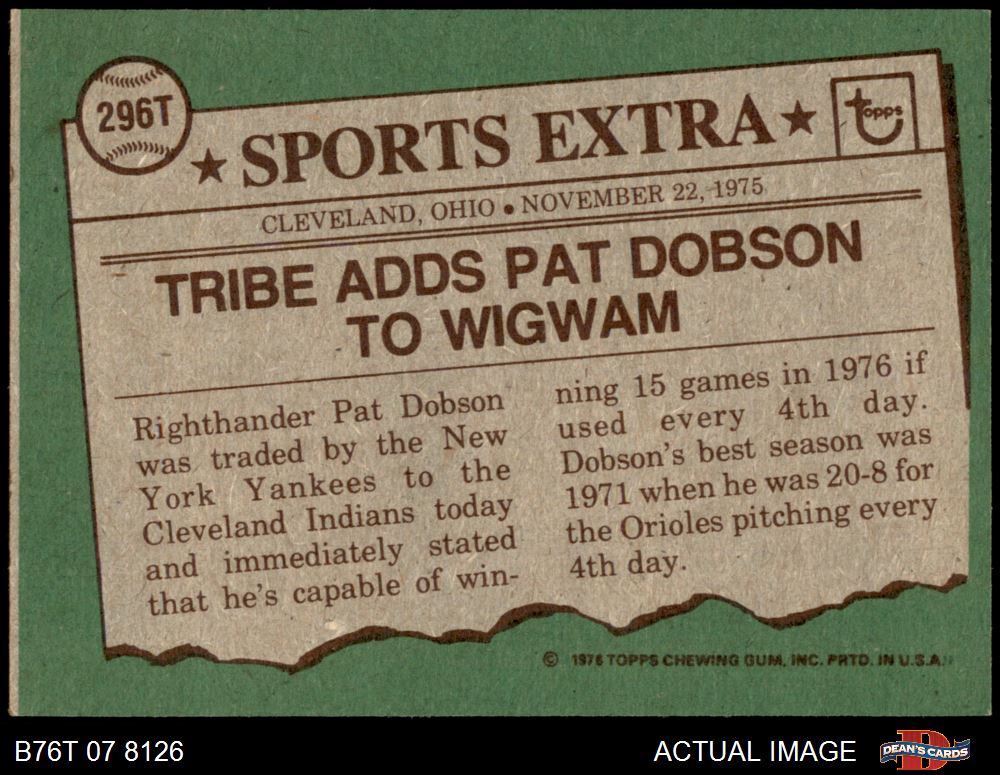 296T
★ SPORTS EXTRA ★
topps
CLEVELAND, OHIO • NOVEMBER 22, 1975
TRIBE ADDS PAT DOBSON
TO WIGWAM
Righthander Pat Dobson
was traded by the New
York Yankees to the
Cleveland Indians today
and immediately stated
that he's capable of win-
ning 15 games in 1976 if
used every 4th day.
Dobson's best season was
1971 when he was 20-8 for
the Orioles pitching every
4th day.
© 1976 TOPPS CHEWING GUM, INC. PRTD. IN U.S.A.
B76T 07 8126
ACTUAL IMAGE
DEAN'S CARDS